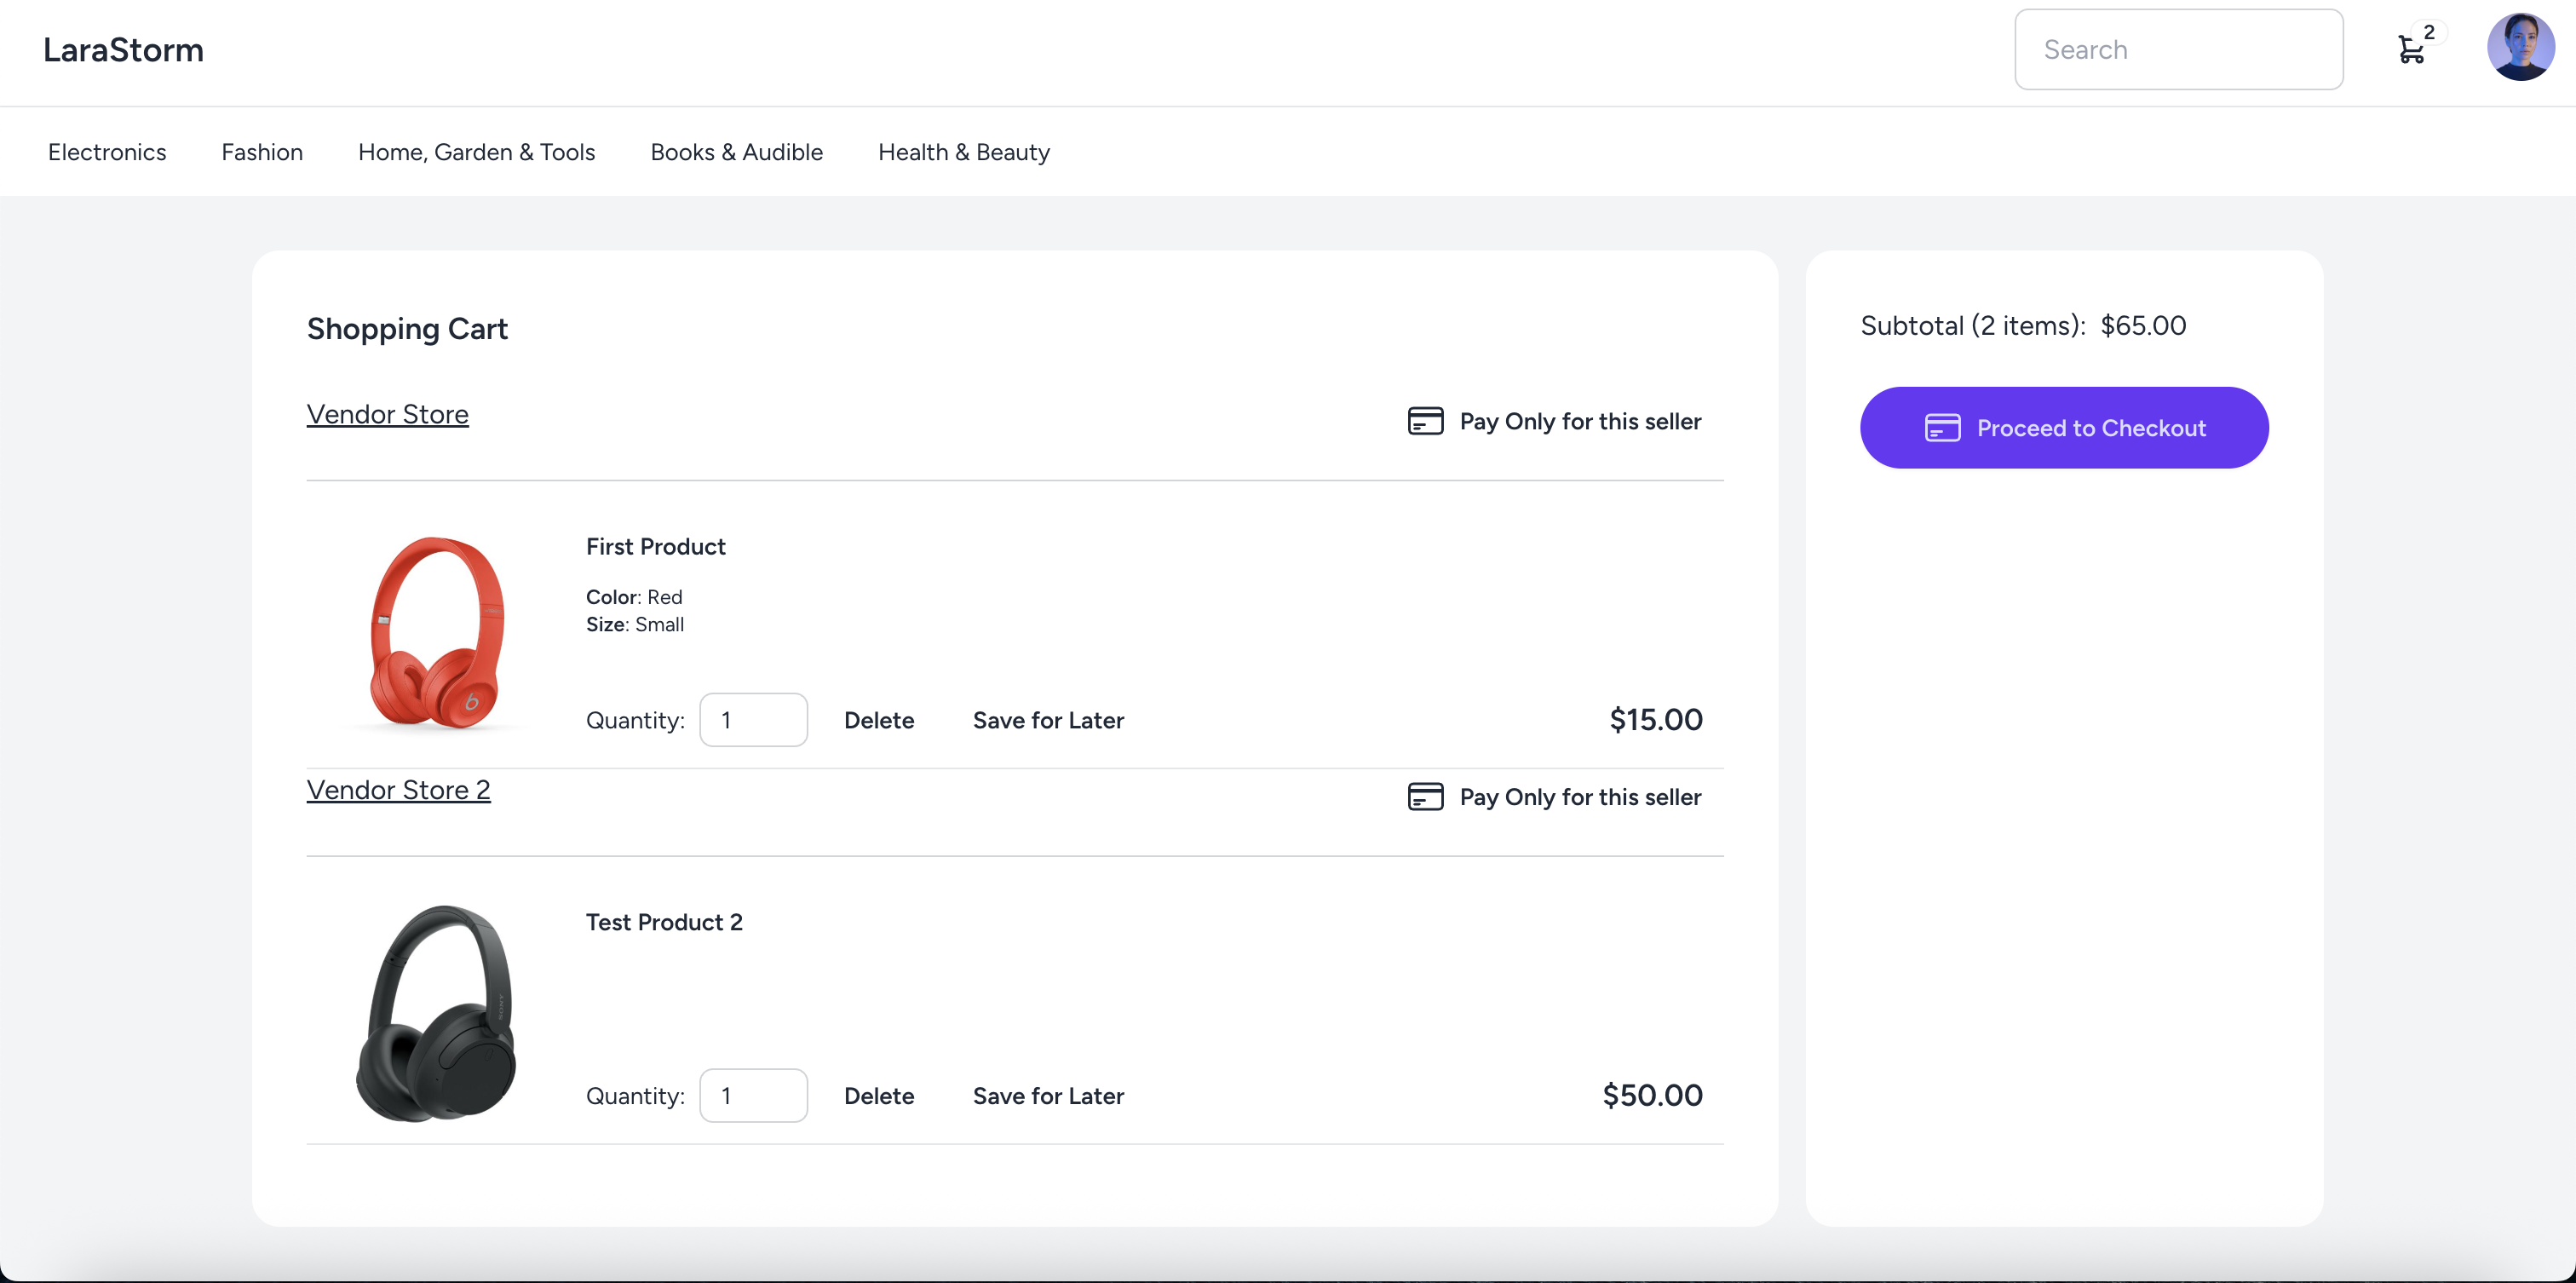 LaraStorm
Search
2
Electronics Fashion Home, Garden & Tools Books & Audible Health & Beauty
Shopping Cart
Subtotal (2 items): $65.00
Proceed to Checkout
Vendor Store
Pay Only for this seller
First Product
Color: Red
Size: Small
Quantity: 1 Delete Save for Later $15.00
Vendor Store 2
Pay Only for this seller
SONY
Test Product 2
Quantity: 1 Delete Save for Later $50.00